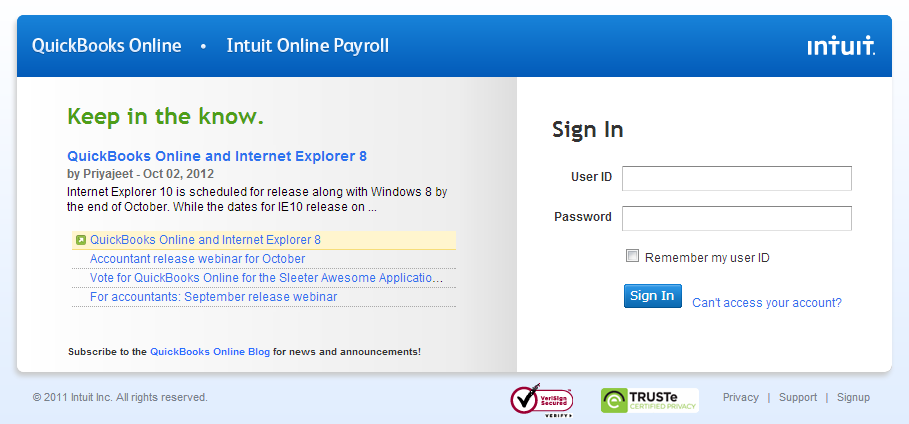 QuickBooks Online • Intuit Online Payroll
intuit.
Keep in the know.
QuickBooks Online and Internet Explorer 8
by Priyajeet - Oct 02, 2012
Internet Explorer 10 is scheduled for release along with Windows 8 by
the end of October. While the dates for IE10 release on ...
QuickBooks Online and Internet Explorer 8
Accountant release webinar for October
Vote for QuickBooks Online for the Sleeter Awesome Applicatio...
For accountants: September release webinar
Subscribe to the QuickBooks Online Blog for news and announcements!
Sign In
User ID
Password
Remember my user ID
Sign In
Can't access your account?
© 2011 Intuit Inc. All rights reserved.
VeriSign
Secured
VERIFY
TRUSTe
CERTIFIED PRIVACY
Privacy | Support | Signup